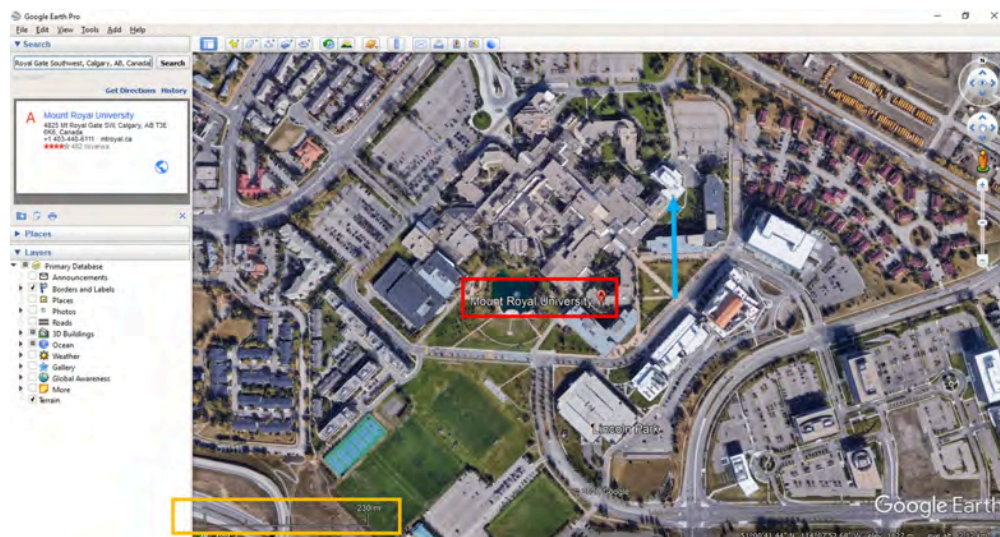 Google Earth Pro
File Edit View Tools Add Help
Search
Royal Gate Southwest, Calgary, AB, Canada Search
Get Directions History
A Mount Royal University
4825 Mt Royal Gate SW, Calgary, AB T3E
6K6, Canada
+1 403-440-6111 mtroyal.ca
482 reviews
Places
Layers
Primary Database
Announcements
Borders and Labels
Places
Photos
Roads
3D Buildings
Ocean
Weather
Gallery
Global Awareness
More
Terrain
N
Mount Royal University
Lincoln Park
Google
230 m
Google Earth